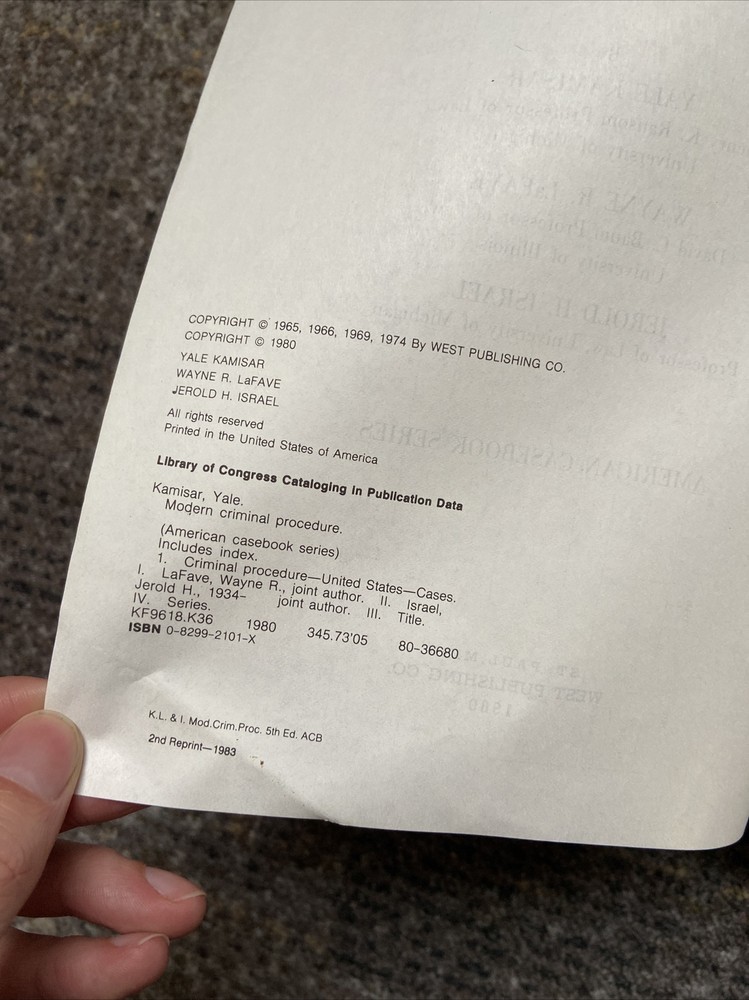 COPYRIGHT © 1965, 1966, 1969, 1974 By WEST PUBLISHING CO.
COPYRIGHT © 1980
YALE KAMISAR
WAYNE R. LaFAVE
JEROLD H. ISRAEL
All rights reserved
Printed in the United States of America
Library of Congress Cataloging in Publication Data
Kamisar, Yale.
Modern criminal procedure.
(American casebook series)
Includes index.
1. Criminal procedure—United States—Cases.
I. LaFave, Wayne R., joint author. II. Israel,
Jerold H., 1934– joint author. III. Title.
IV. Series.
KF9618.K36 1980 345.73'05 80-36680
ISBN 0-8299-2101-X
K.L. & I. Mod.Crim.Proc. 5th Ed. ACB
2nd Reprint—1983